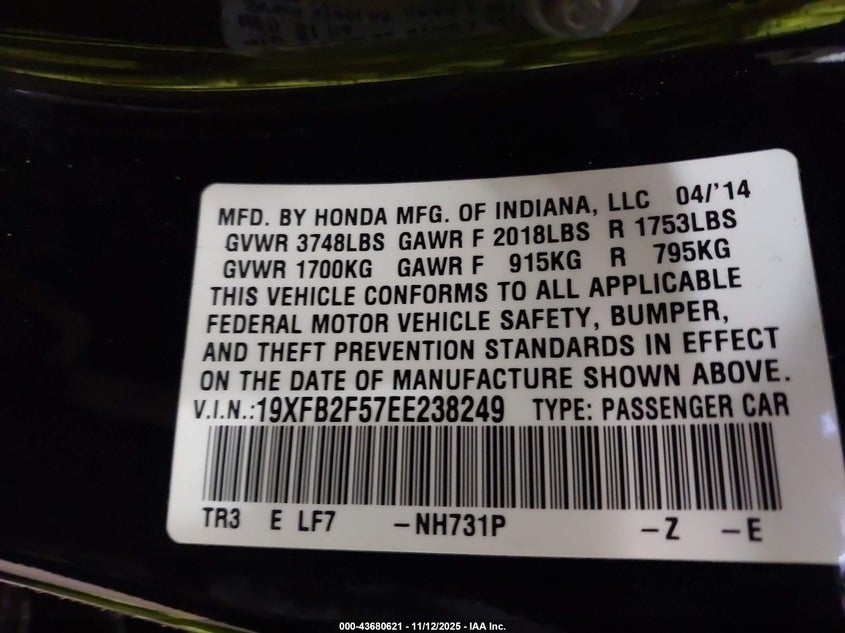 MFD. BY HONDA MFG. OF INDIANA, LLC 04/'14
GVWR 3748LBS GAWR F 2018LBS R 1753LBS
GVWR 1700KG GAWR F 915KG R 795KG
THIS VEHICLE CONFORMS TO ALL APPLICABLE
FEDERAL MOTOR VEHICLE SAFETY, BUMPER,
AND THEFT PREVENTION STANDARDS IN EFFECT
ON THE DATE OF MANUFACTURE SHOWN ABOVE.
V.I.N.:19XFB2F57EE238249 TYPE: PASSENGER CAR
TR3 E LF7 –NH731P –Z –E
000-43680621 - 11/12/2025 - IAA Inc.